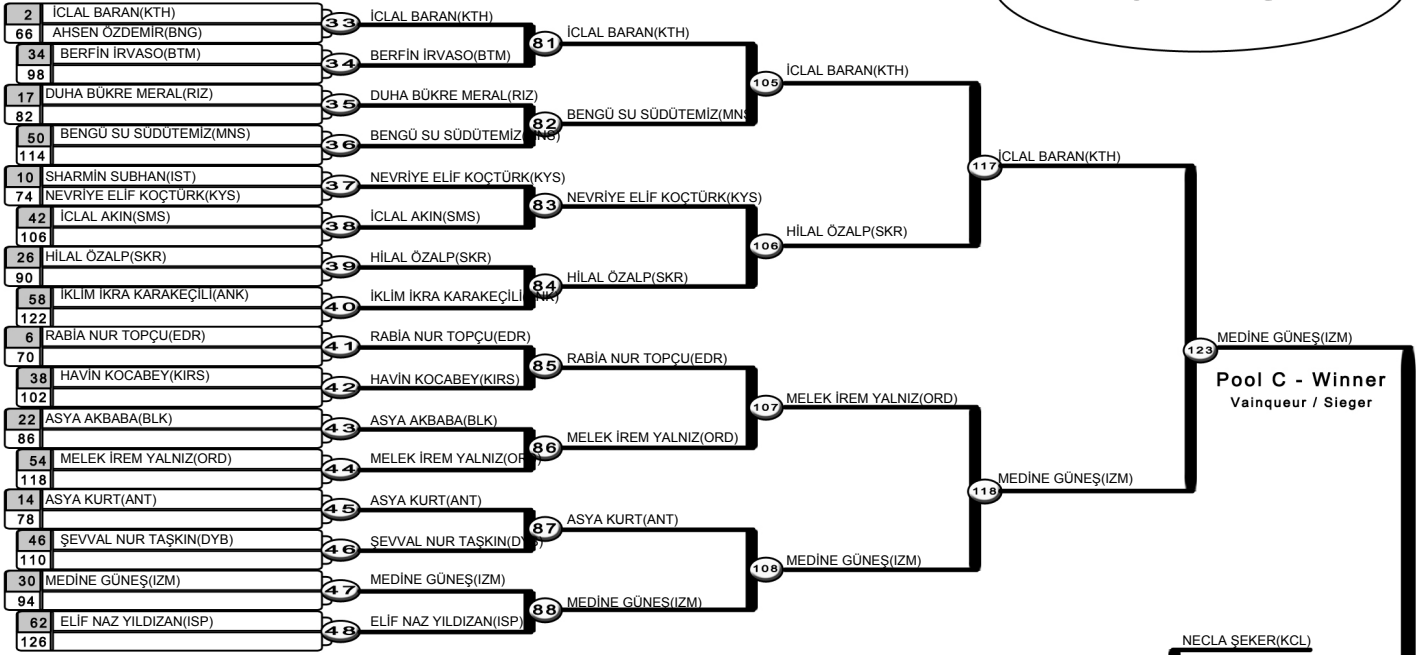 2 İCLAL BARAN(KTH)
66 AHSEN ÖZDEMİR(BNG)
34 BERFİN İRVASO(BTM)
98
17 DUHA BÜKRE MERAL(RIZ)
82
50 BENGÜ SU SÜDÜTEMİZ(MNS)
114
10 SHARMİN SUBHAN(IST)
74 NEVRİYE ELİF KOÇTÜRK(KYS)
42 İCLAL AKIN(SMS)
106
26 HİLAL ÖZALP(SKR)
90
58 İKLİM İKRA KARAKEÇİLİ(ANK)
122
6 RABİA NUR TOPÇU(EDR)
70
38 HAVİN KOCABEY(KIRS)
102
22 ASYA AKBABA(BLK)
86
54 MELEK İREM YALNIZ(ORD)
118
14 ASYA KURT(ANT)
78
46 ŞEVVAL NUR TAŞKIN(DYB)
110
30 MEDİNE GÜNEŞ(IZM)
94
62 ELİF NAZ YILDIZAN(ISP)
126
33 İCLAL BARAN(KTH)
34 BERFİN İRVASO(BTM)
35 DUHA BÜKRE MERAL(RIZ)
36 BENGÜ SU SÜDÜTEMİZ(MNS)
37 NEVRİYE ELİF KOÇTÜRK(KYS)
38 İCLAL AKIN(SMS)
39 HİLAL ÖZALP(SKR)
40 İKLİM İKRA KARAKEÇİLİ(ANK)
41 RABİA NUR TOPÇU(EDR)
42 HAVİN KOCABEY(KIRS)
43 ASYA AKBABA(BLK)
44 MELEK İREM YALNIZ(ORD)
45 ASYA KURT(ANT)
46 ŞEVVAL NUR TAŞKIN(DYB)
47 MEDİNE GÜNEŞ(IZM)
48 ELİF NAZ YILDIZAN(ISP)
81 İCLAL BARAN(KTH)
82 BENGÜ SU SÜDÜTEMİZ(MNS
83 NEVRİYE ELİF KOÇTÜRK(KYS)
84 HİLAL ÖZALP(SKR)
85 RABİA NUR TOPÇU(EDR)
86 MELEK İREM YALNIZ(ORD)
87 ASYA KURT(ANT)
88 MEDİNE GÜNEŞ(IZM)
105 İCLAL BARAN(KTH)
106 HİLAL ÖZALP(SKR)
107 MELEK İREM YALNIZ(ORD)
108 MEDİNE GÜNEŞ(IZM)
117 İCLAL BARAN(KTH)
118 MEDİNE GÜNEŞ(IZM)
123 MEDİNE GÜNEŞ(IZM)
Pool C - Winner
Vainqueur / Sieger
NECLA ŞEKER(KCL)